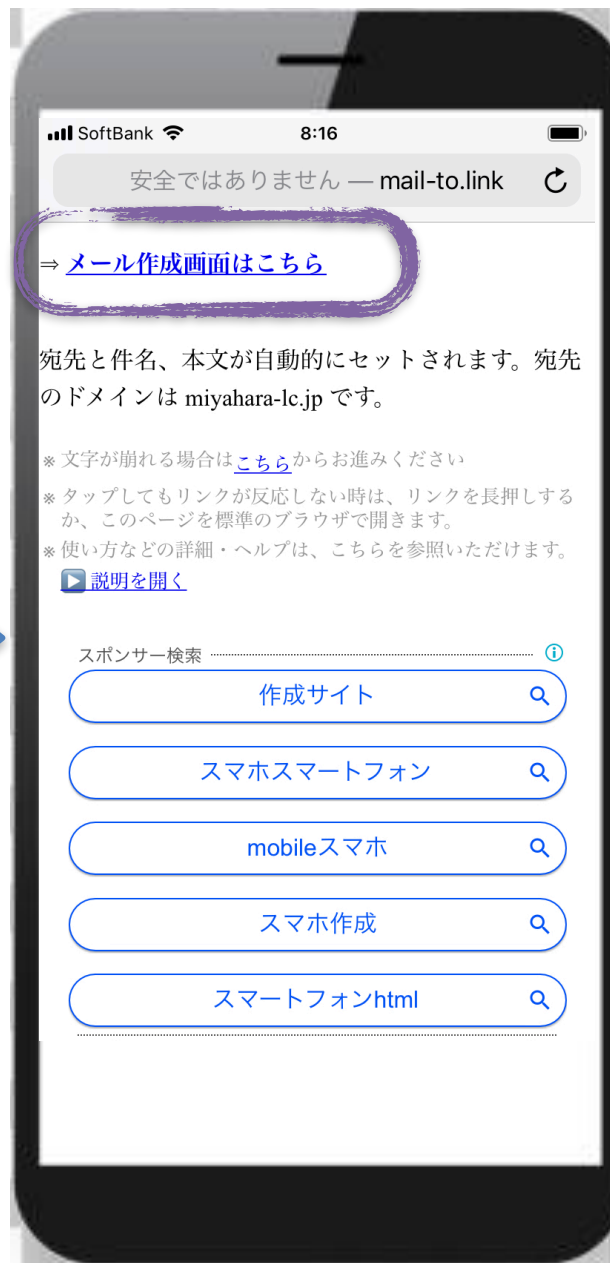 SoftBank 8:16
安全ではありません — mail-to.link
⇒ メール作成画面はこちら
宛先と件名、本文が自動的にセットされます。宛先
のドメインは miyahara-lc.jp です。
※ 文字が崩れる場合はこちらからお進みください
※ タップしてもリンクが反応しない時は、リンクを長押しする
か、このページを標準のブラウザで開きます。
※ 使い方などの詳細・ヘルプは、こちらを参照いただけます。
▶ 説明を開く
スポンサー検索
作成サイト
スマホスマートフォン
mobileスマホ
スマホ作成
スマートフォンhtml